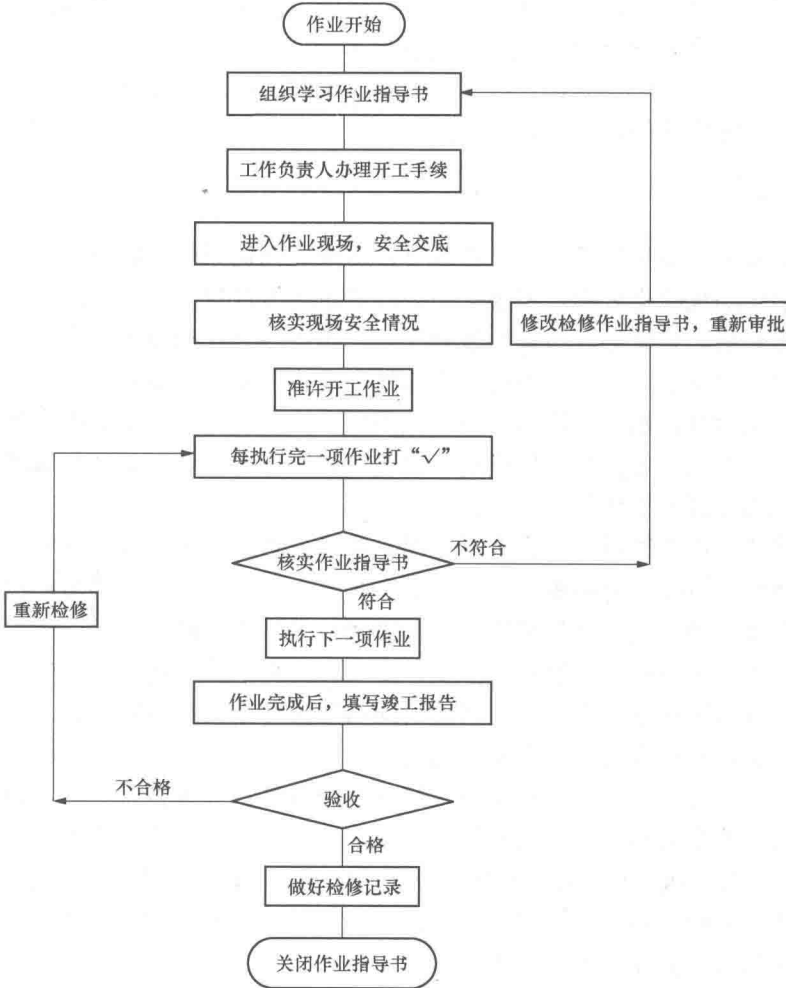 作业开始
组织学习作业指导书
工作负责人办理开工手续
进入作业现场，安全交底
核实现场安全情况
修改检修作业指导书，重新审批
准许开工作业
每执行完一项作业打“√”
核实作业指导书
不符合
符合
重新检修
执行下一项作业
作业完成后，填写竣工报告
不合格
验收
合格
做好检修记录
关闭作业指导书